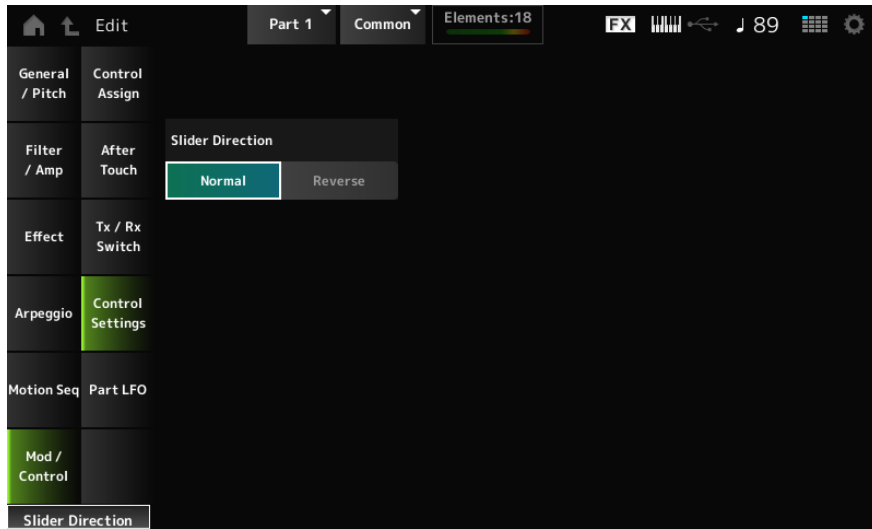 Edit
Part 1
Common
Elements:18
FX
♩ 89
General
/ Pitch
Control
Assign
Filter
/ Amp
After
Touch
Slider Direction
Normal
Reverse
Effect
Tx / Rx
Switch
Arpeggio
Control
Settings
Motion Seq
Part LFO
Mod /
Control
Slider Direction